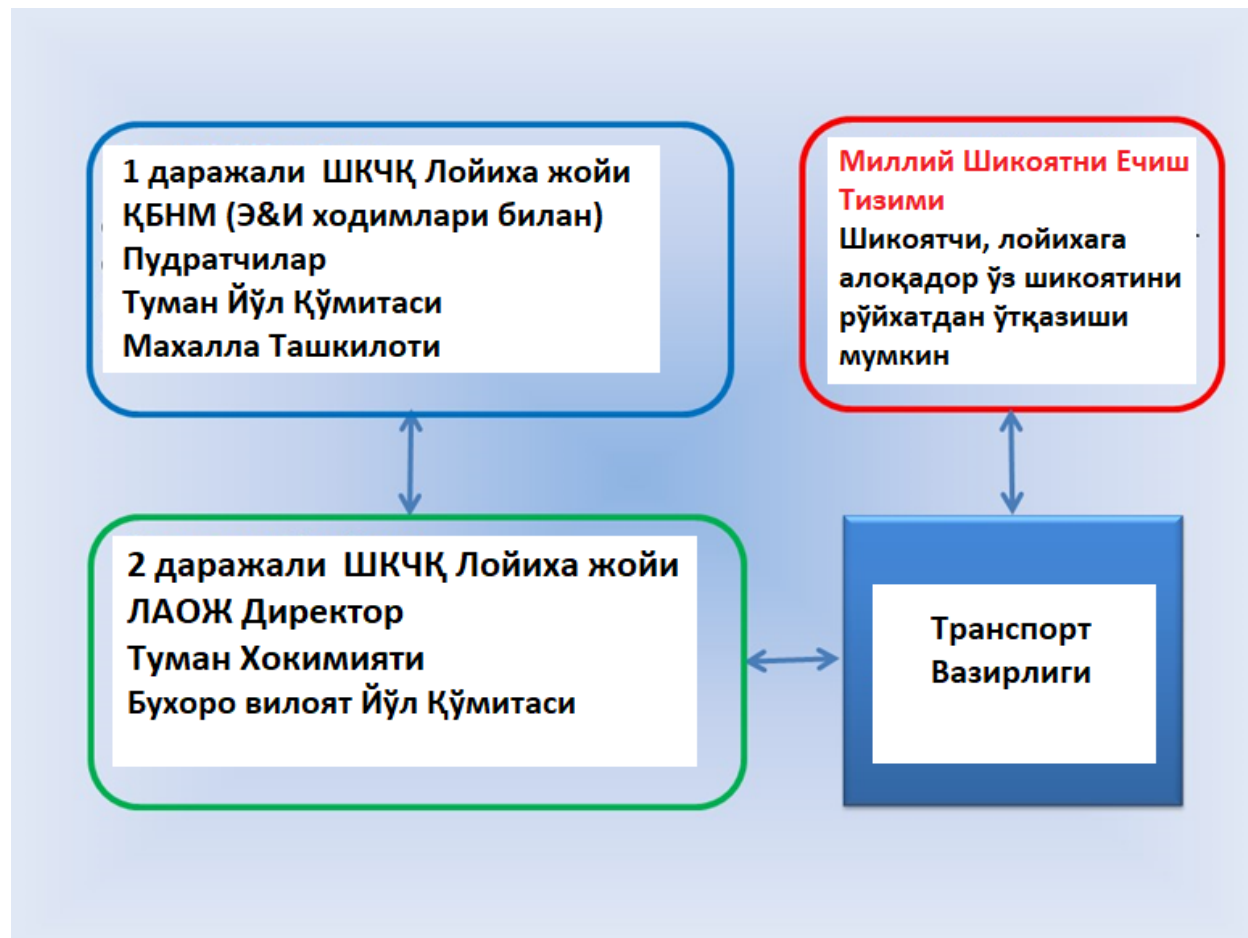 1 даражали ШКЧҚ Лойиха жойи
ҚБНМ (Э&И ходимлари билан)
Пудратчилар
Туман Йўл Қўмитаси
Махалла Ташкилоти
Миллий Шикоятни Ечиш
Тизими
Шикоятчи, лойихага
алоқадор ўз шикоятини
рўйхатдан ўтқазиши
мумкин
2 даражали ШКЧҚ Лойиха жойи
ЛАОЖ Директор
Туман Хокимияти
Бухоро вилоят Йўл Қўмитаси
Транспорт
Вазирлиги